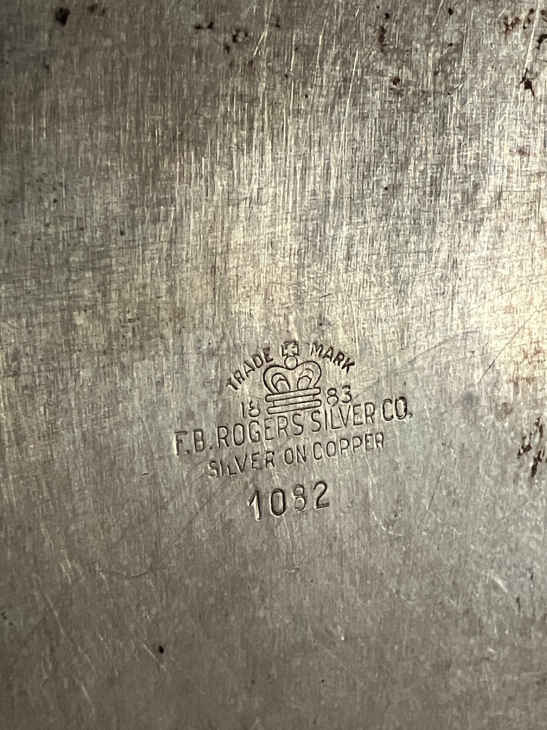 TRADE MARK
18 83
F.B. ROGERS SILVER CO.
SILVER ON COPPER
1082